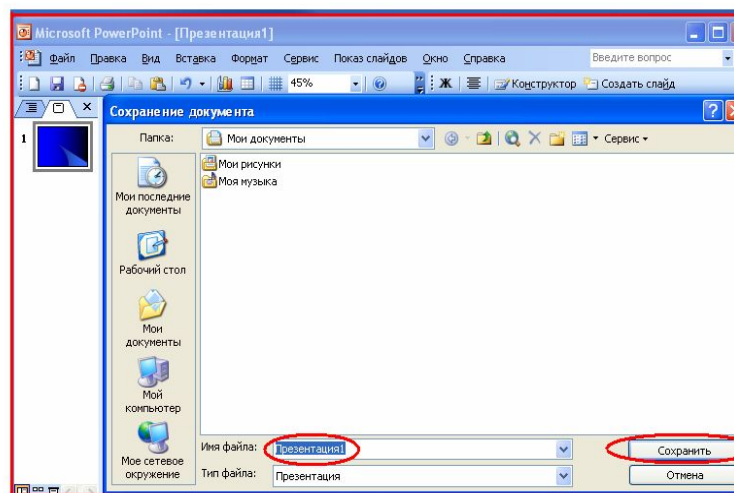 Microsoft PowerPoint - [Презентация1]
Файл Правка Вид Вставка Формат Сервис Показ слайдов Окно Справка Введите вопрос
45% Ж Конструктор Создать слайд
Сохранение документа
1 Папка: Мои документы Сервис
Мои рисунки
Моя музыка
Мои последние
документы
Рабочий стол
Мои
документы
Мой
компьютер
Мое сетевое
окружение
Имя файла: Презентация1 Сохранить
Тип файла: Презентация Отмена